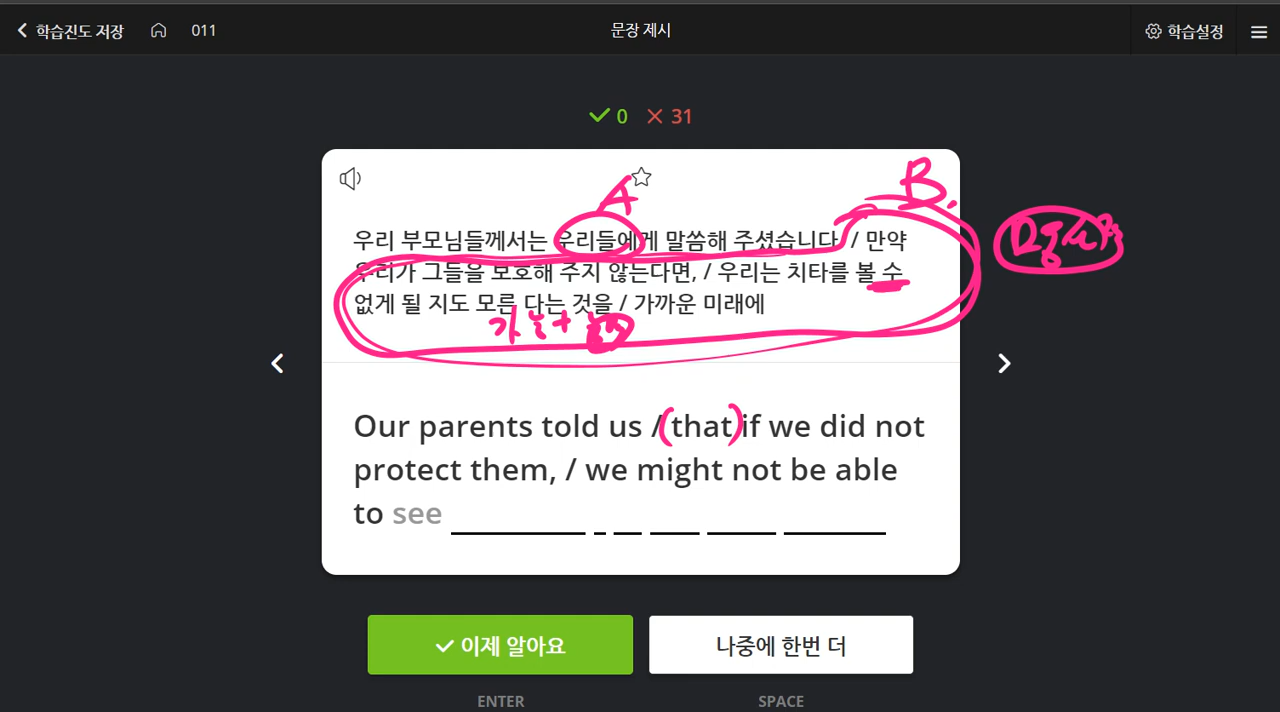 학습진도 저장 011 문장 제시 학습설정
0 31
A B.
우리 부모님들께서는 우리들에게 말씀해 주셨습니다 / 만약
우리가 그들을 보호해 주지 않는다면, / 우리는 치타를 볼 수
없게 될 지도 모른 다는 것을 / 가까운 미래에
가능+
Our parents told us / (that) if we did not
protect them, / we might not be able
to see
이제 알아요 나중에 한번 더
ENTER SPACE